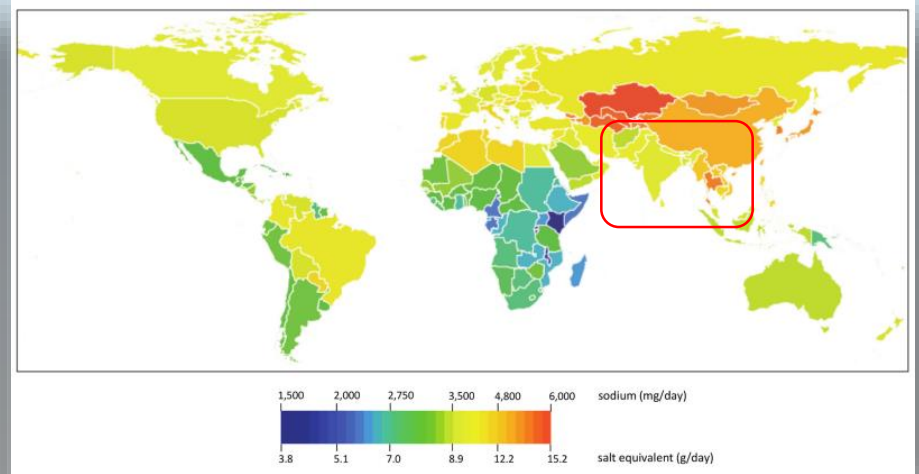 1,500 2,000 2,750 3,500 4,800 6,000 sodium (mg/day)
3.8 5.1 7.0 8.9 12.2 15.2 salt equivalent (g/day)